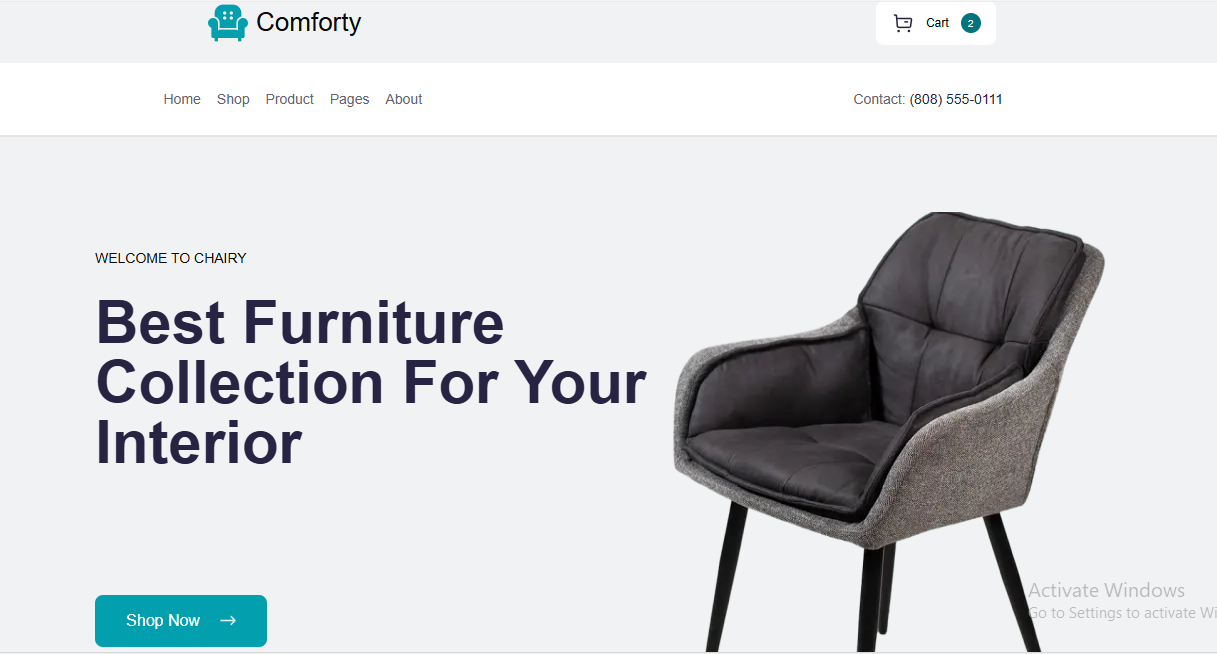 Comforty
Cart 2
Home Shop Product Pages About
Contact: (808) 555-0111
WELCOME TO CHAIRY
Best Furniture
Collection For Your
Interior
Shop Now
Activate Windows
Go to Settings to activate Wi